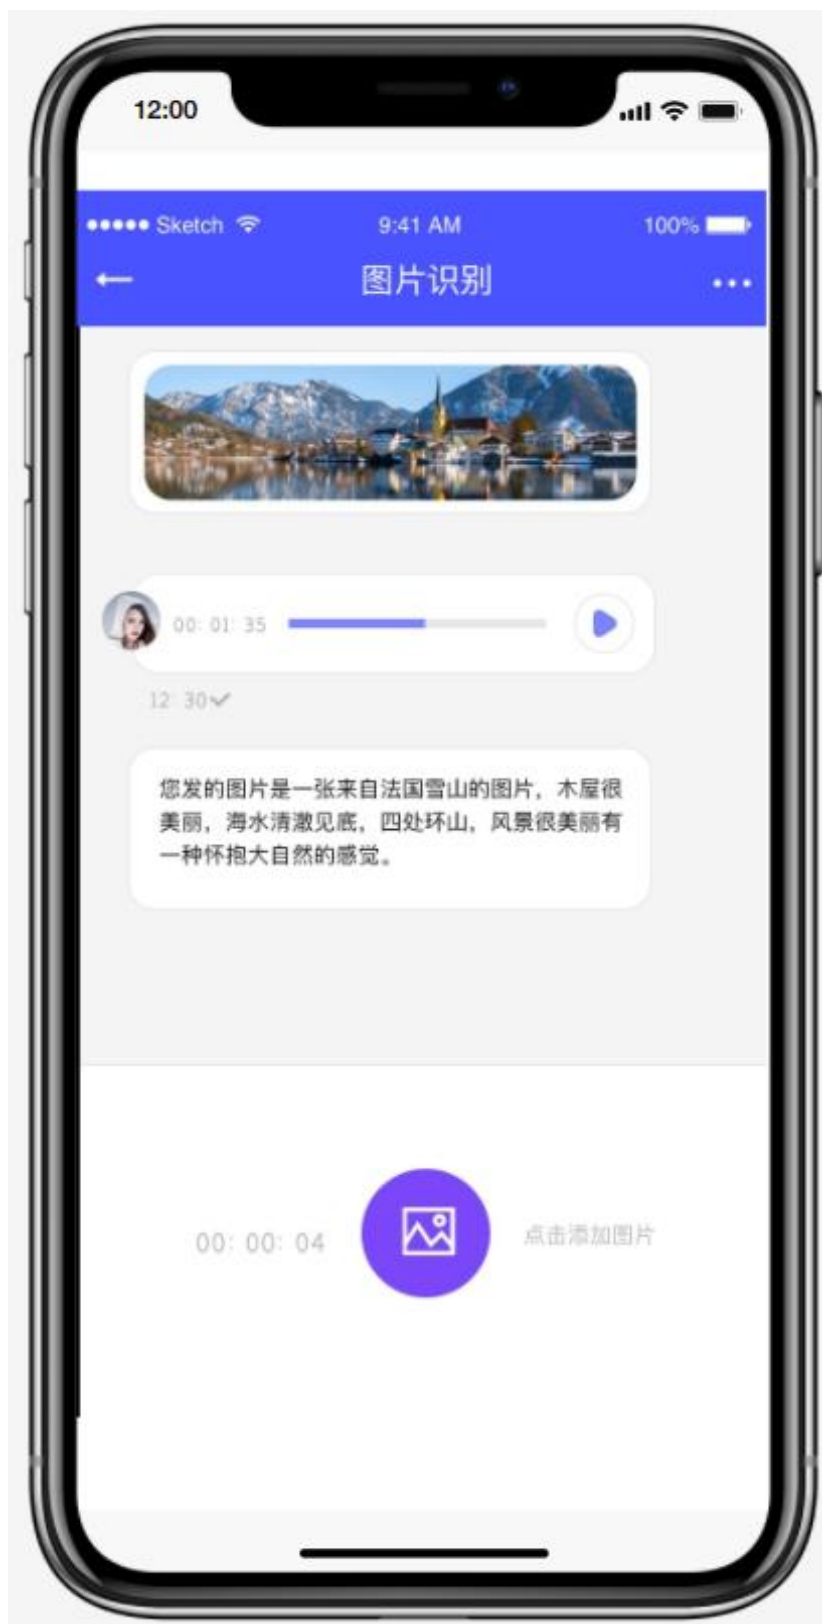 12:00
Sketch 9:41 AM 100%
图片识别
00: 01: 35
12: 30
您发的图片是一张来自法国雪山的图片，木屋很
美丽，海水清澈见底，四处环山，风景很美丽有
一种怀抱大自然的感觉。
00: 00: 04
点击添加图片